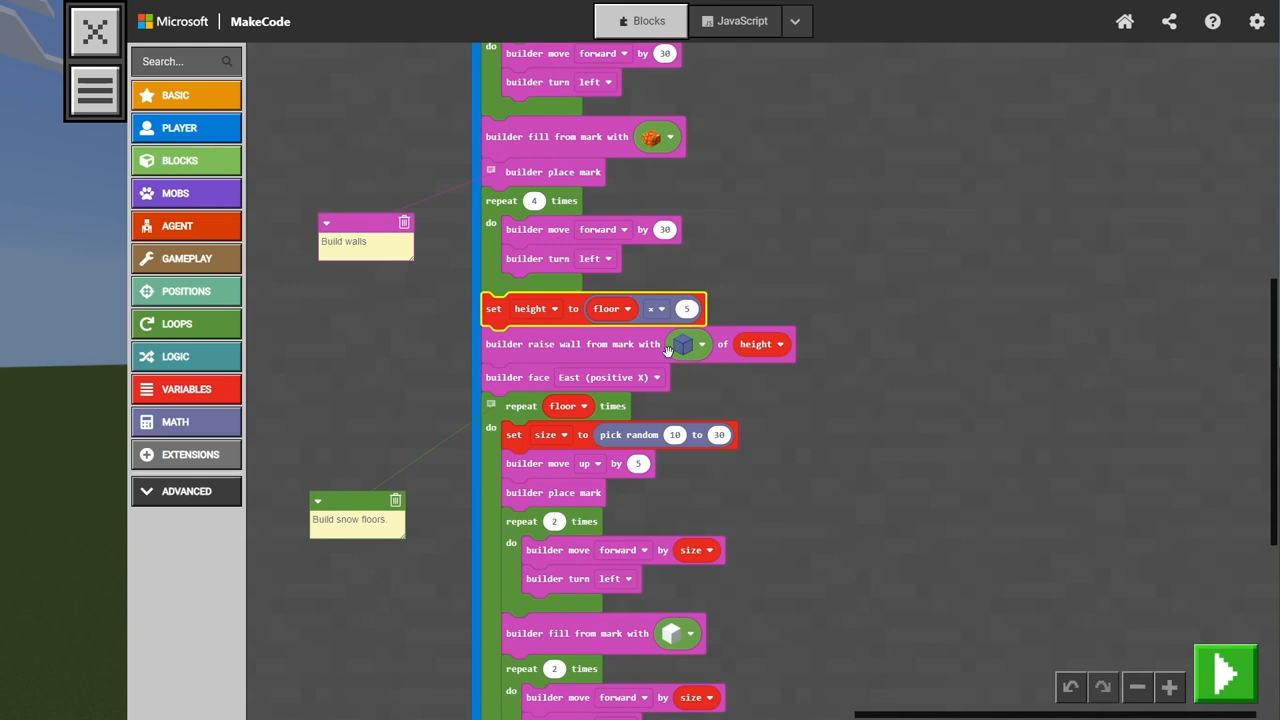 Microsoft | MakeCode
Blocks
JavaScript
Search...
BASIC
PLAYER
BLOCKS
MOBS
AGENT
GAMEPLAY
POSITIONS
LOOPS
LOGIC
VARIABLES
MATH
EXTENSIONS
ADVANCED
do
builder move forward by 30
builder turn left
builder fill from mark with
builder place mark
repeat 4 times
do
builder move forward by 30
builder turn left
Build walls
set height to floor × 5
builder raise wall from mark with of height
builder face East (positive X)
repeat floor times
do
set size to pick random 10 to 30
builder move up by 5
builder place mark
repeat 2 times
do
builder move forward by size
builder turn left
Build snow floors.
builder fill from mark with
repeat 2 times
do
builder move forward by size